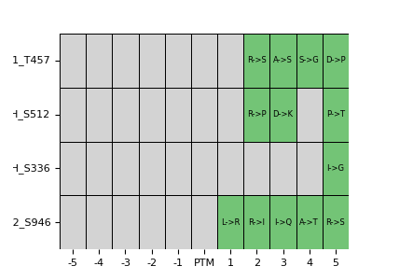 1_T457 R->S A->S S->G D->P
H_S512 R->P D->K P->T
H_S336 I->G
2_S946 L->R R->I I->Q A->T R->S
-5 -4 -3 -2 -1 PTM 1 2 3 4 5